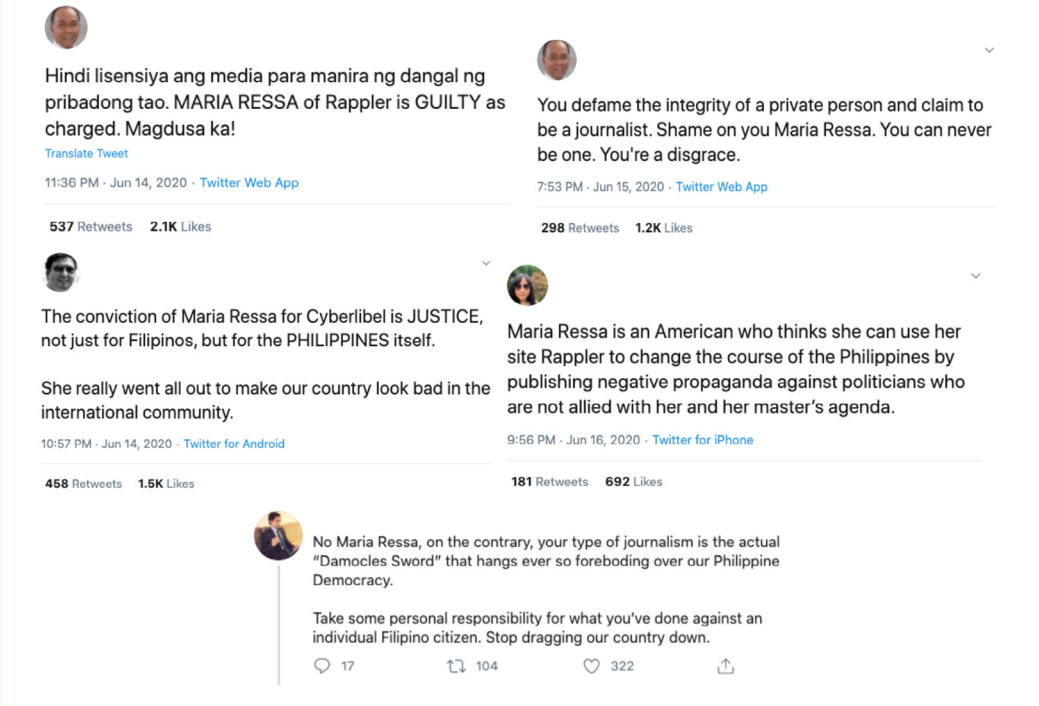 Hindi lisensiya ang media para manira ng dangal ng
pribadong tao. MARIA RESSA of Rappler is GUILTY as
charged. Magdusa ka!
Translate Tweet
11:36 PM · Jun 14, 2020 · Twitter Web App
537 Retweets 2.1K Likes
You defame the integrity of a private person and claim to
be a journalist. Shame on you Maria Ressa. You can never
be one. You're a disgrace.
7:53 PM · Jun 15, 2020 · Twitter Web App
298 Retweets 1.2K Likes
The conviction of Maria Ressa for Cyberlibel is JUSTICE,
not just for Filipinos, but for the PHILIPPINES itself.
She really went all out to make our country look bad in the
international community.
10:57 PM · Jun 14, 2020 · Twitter for Android
458 Retweets 1.5K Likes
Maria Ressa is an American who thinks she can use her
site Rappler to change the course of the Philippines by
publishing negative propaganda against politicians who
are not allied with her and her master's agenda.
9:56 PM · Jun 16, 2020 · Twitter for iPhone
181 Retweets 692 Likes
No Maria Ressa, on the contrary, your type of journalism is the actual
“Damocles Sword” that hangs ever so foreboding over our Philippine
Democracy.
Take some personal responsibility for what you've done against an
individual Filipino citizen. Stop dragging our country down.
17 104 322